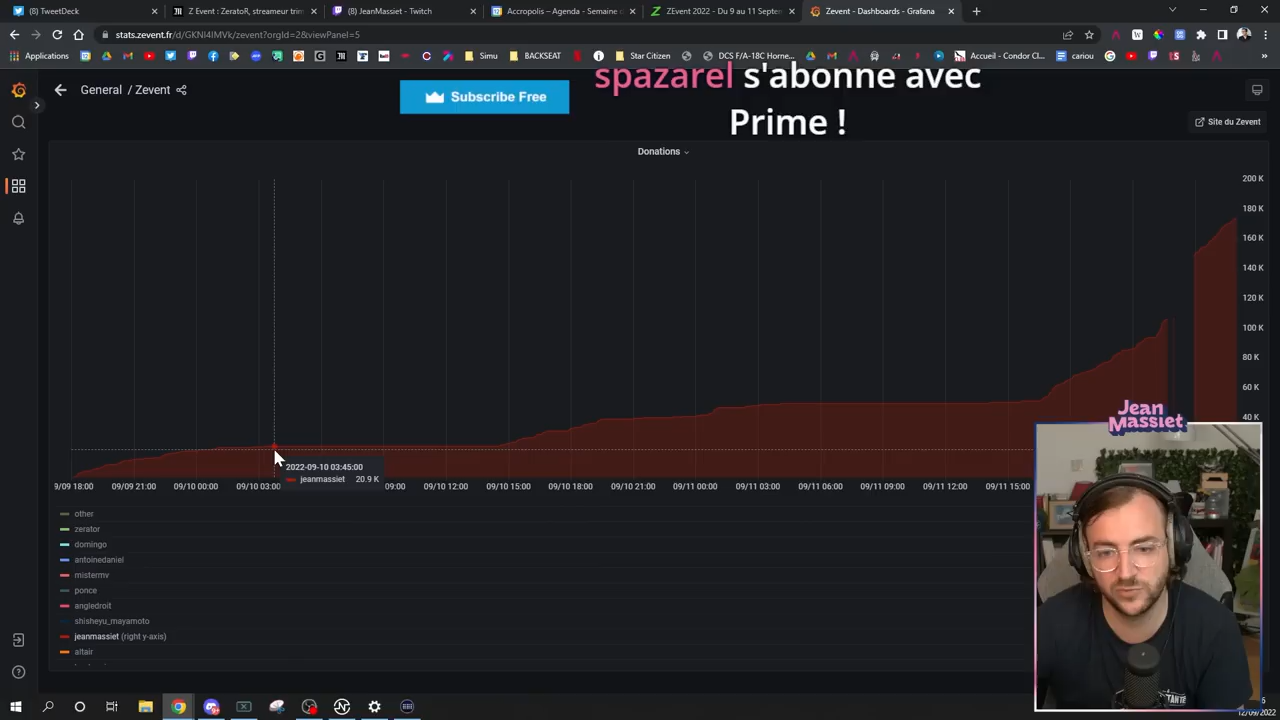 TweetDeck
Z Event : ZeratoR, streameur trim
(8) JeanMassiet - Twitch
Accropolis – Agenda - Semaine d
ZEvent 2022 - Du 9 au 11 Septem
Zevent - Dashboards - Grafana
stats.zevent.fr/d/GKNI4IMVk/zevent?orgId=2&viewPanel=5
Applications
Simu
BACKSEAT
Star Citizen
DCS F/A-18C Horne...
Accueil - Condor Cl...
cariou
General / Zevent
Subscribe Free
spazarel s'abonne avec
Prime !
Site du Zevent
Donations
200 K
180 K
160 K
140 K
120 K
100 K
80 K
60 K
40 K
Jean
Massiet
2022-09-10 03:45:00
jeanmassiet 20.9 K
9/09 18:00
09/09 21:00
09/10 00:00
09/10 03:00
09:00
09/10 12:00
09/10 15:00
09/10 18:00
09/10 21:00
09/11 00:00
09/11 03:00
09/11 06:00
09/11 09:00
09/11 12:00
09/11 15:00
other
zerator
domingo
antoinedaniel
mistermv
ponce
angledroit
shisheyu_mayamoto
jeanmassiet (right y-axis)
altair
12/09/2022